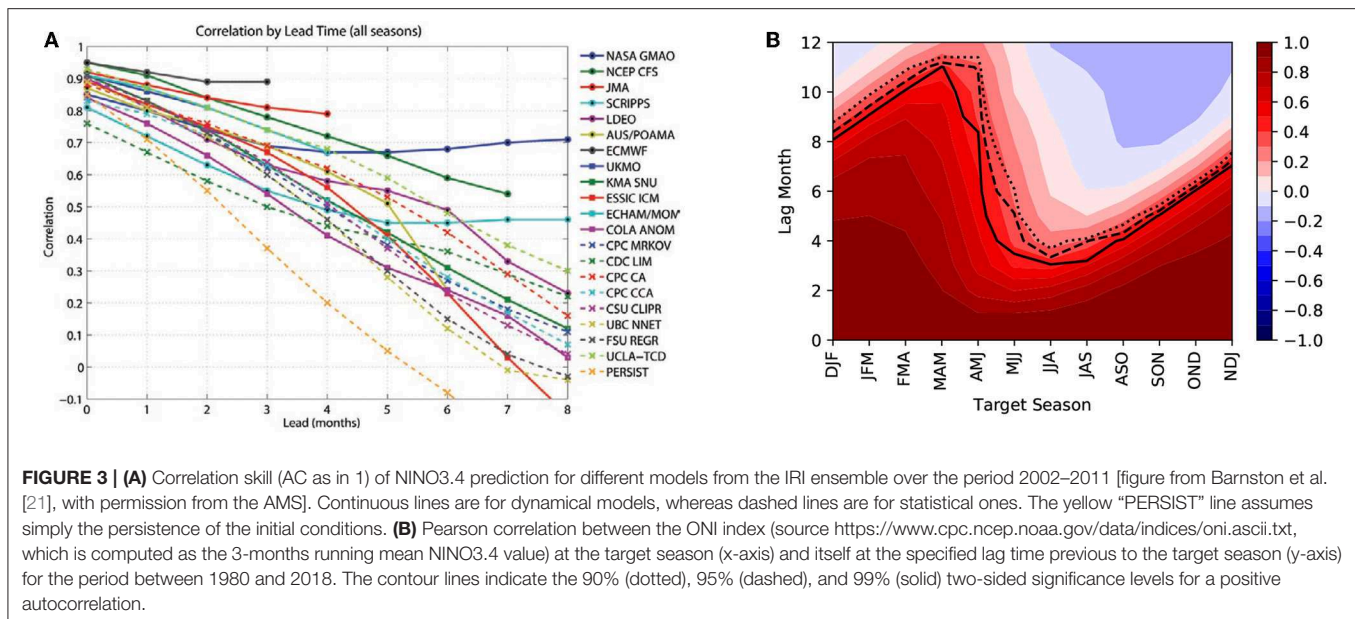 A
Correlation by Lead Time (all seasons)
1
0.9
0.8
0.7
0.6
0.5
0.4
0.3
0.2
0.1
0
−0.1
Correlation
0 1 2 3 4 5 6 7 8
Lead (months)
NASA GMAO
NCEP CFS
JMA
SCRIPPS
LDEO
AUS/POAMA
ECMWF
UKMO
KMA SNU
ESSIC ICM
ECHAM/MOM
COLA ANOM
CPC MRKOV
CDC LIM
CPC CA
CPC CCA
CSU CLIPR
UBC NNET
FSU REGR
UCLA−TCD
PERSIST
B
12
10
8
6
4
2
0
Lag Month
DJF
JFM
FMA
MAM
AMJ
MJJ
JJA
JAS
ASO
SON
OND
NDJ
Target Season
1.0
0.8
0.6
0.4
0.2
0.0
−0.2
−0.4
−0.6
−0.8
−1.0
FIGURE 3 | (A) Correlation skill (AC as in 1) of NINO3.4 prediction for different models from the IRI ensemble over the period 2002–2011 [figure from Barnston et al.
[21], with permission from the AMS]. Continuous lines are for dynamical models, whereas dashed lines are for statistical ones. The yellow “PERSIST” line assumes
simply the persistence of the initial conditions. (B) Pearson correlation between the ONI index (source https://www.cpc.ncep.noaa.gov/data/indices/oni.ascii.txt,
which is computed as the 3-months running mean NINO3.4 value) at the target season (x-axis) and itself at the specified lag time previous to the target season (y-axis)
for the period between 1980 and 2018. The contour lines indicate the 90% (dotted), 95% (dashed), and 99% (solid) two-sided significance levels for a positive
autocorrelation.